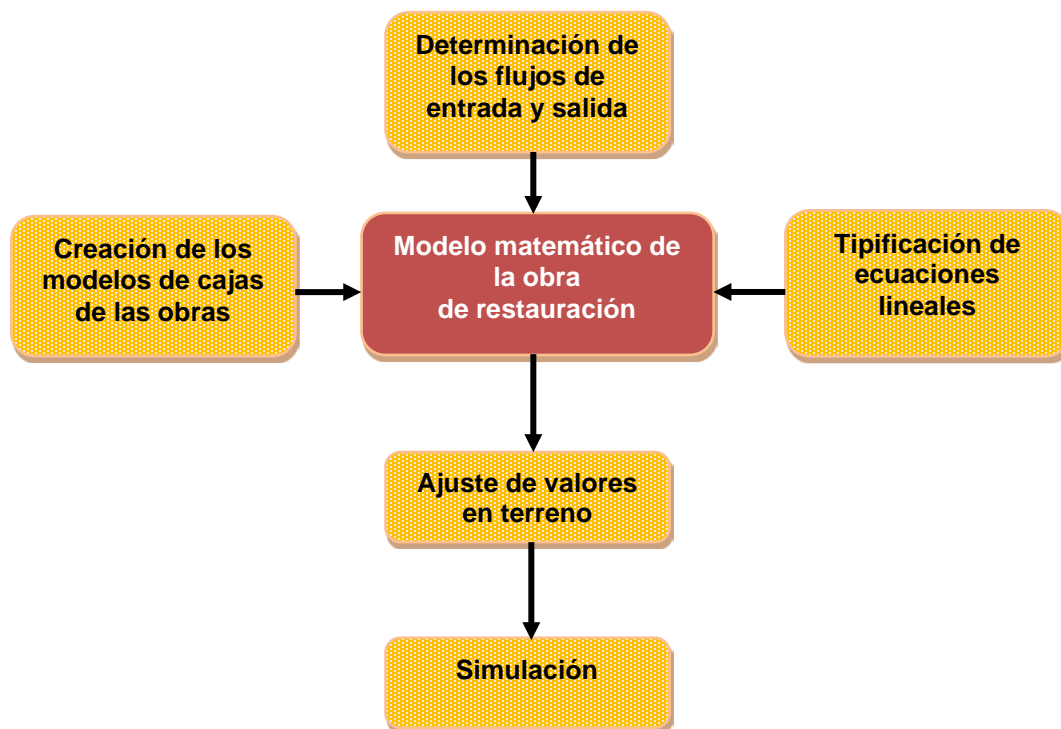 Determinación de
los flujos de
entrada y salida
Creación de los
modelos de cajas
de las obras
Modelo matemático de
la obra
de restauración
Tipificación de
ecuaciones
lineales
Ajuste de valores
en terreno
Simulación